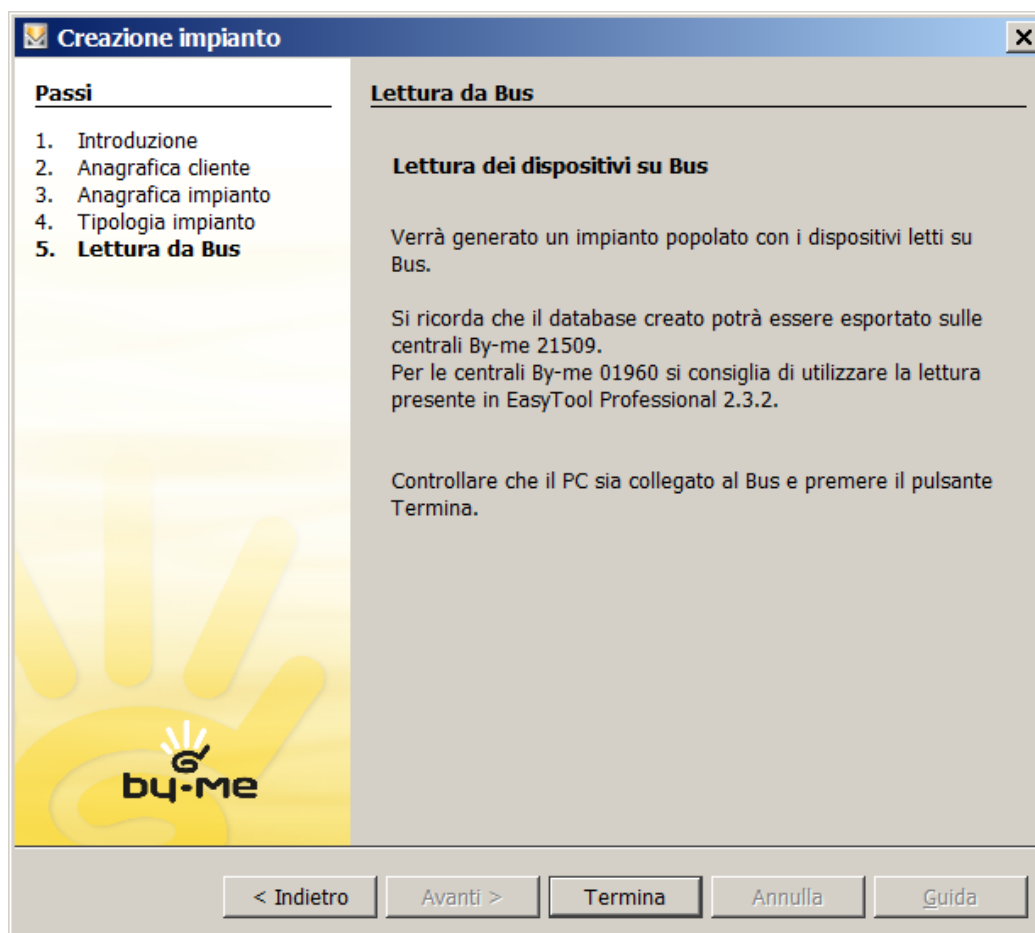 Creazione impianto
Passi
1. Introduzione
2. Anagrafica cliente
3. Anagrafica impianto
4. Tipologia impianto
5. Lettura da Bus
by-me
Lettura da Bus
Lettura dei dispositivi su Bus
Verrà generato un impianto popolato con i dispositivi letti su
Bus.
Si ricorda che il database creato potrà essere esportato sulle
centrali By-me 21509.
Per le centrali By-me 01960 si consiglia di utilizzare la lettura
presente in EasyTool Professional 2.3.2.
Controllare che il PC sia collegato al Bus e premere il pulsante
Termina.
< Indietro
Avanti >
Termina
Annulla
Guida